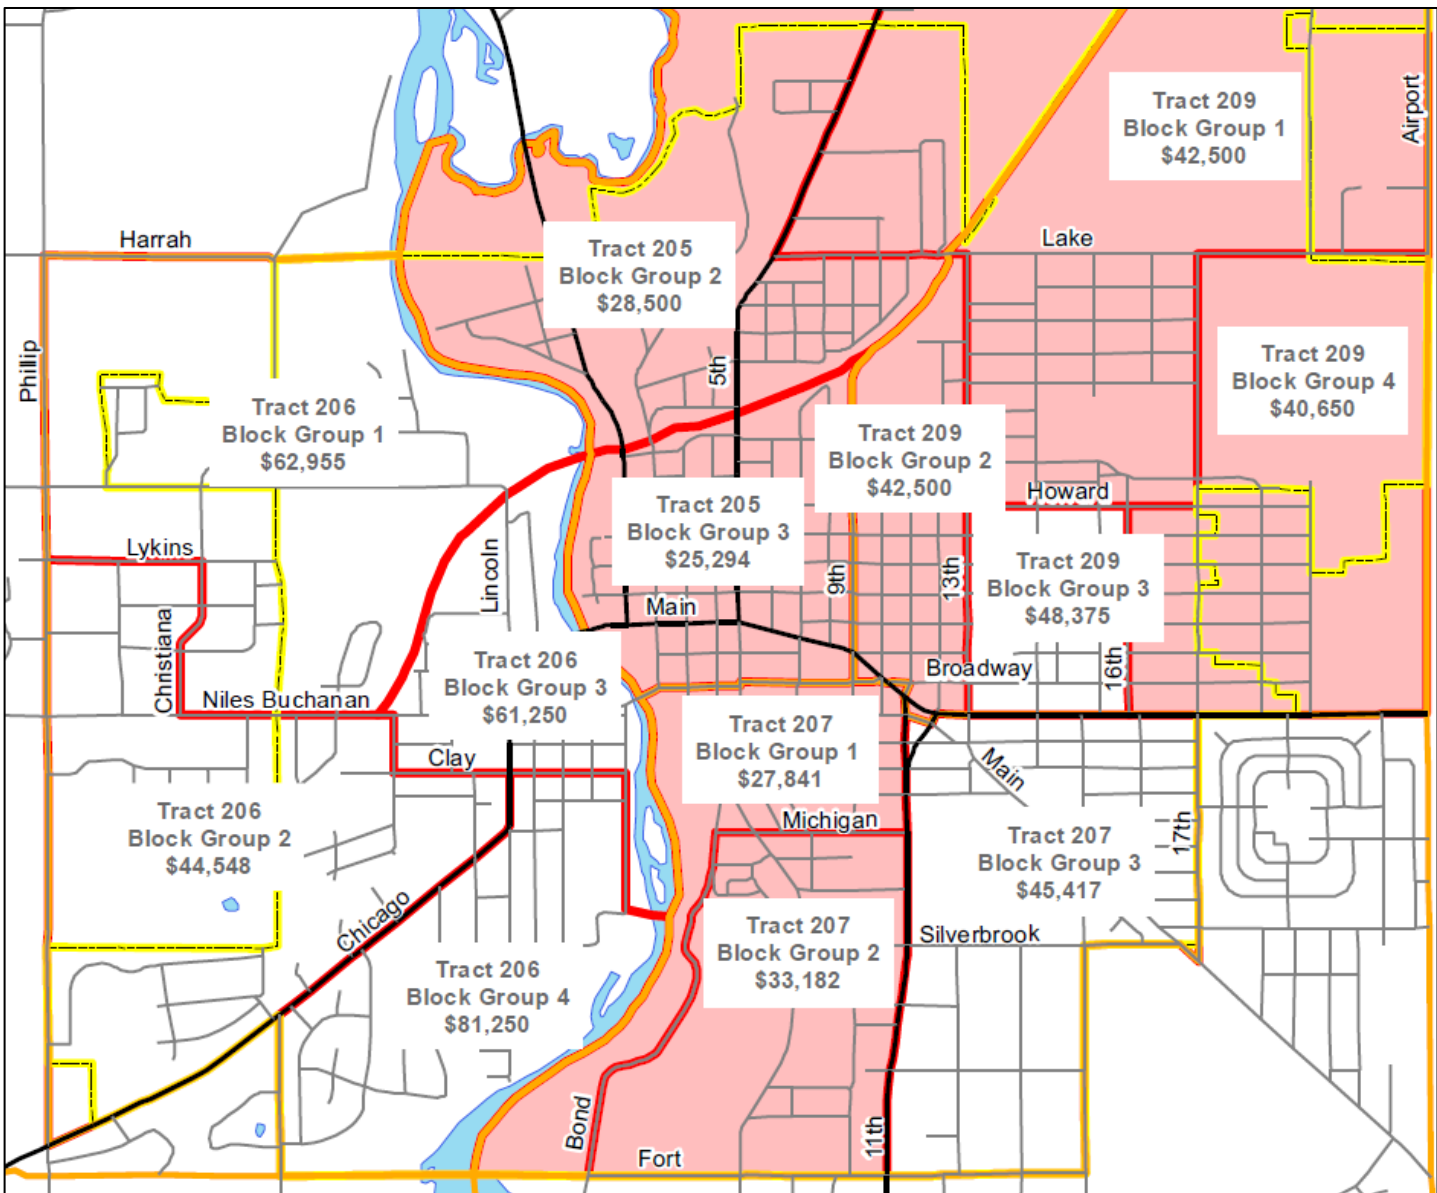 Tract 209
Block Group 1
$42,500
Airport
Harrah
Lake
Tract 205
Block Group 2
$28,500
Phillip
5th
Tract 209
Block Group 4
$40,650
Tract 206
Block Group 1
$62,955
Tract 209
Block Group 2
$42,500
Howard
Tract 205
Block Group 3
$25,294
Lykins
Lincoln
9th
13th
Tract 209
Block Group 3
$48,375
Main
Christiana
Tract 206
Block Group 3
$61,250
Broadway
16th
Niles Buchanan
Tract 207
Block Group 1
$27,841
Clay
Main
Tract 206
Block Group 2
$44,548
Michigan
17th
Tract 207
Block Group 3
$45,417
Chicago
Tract 207
Block Group 2
$33,182
Silverbrook
Tract 206
Block Group 4
$81,250
Bond
11th
Fort